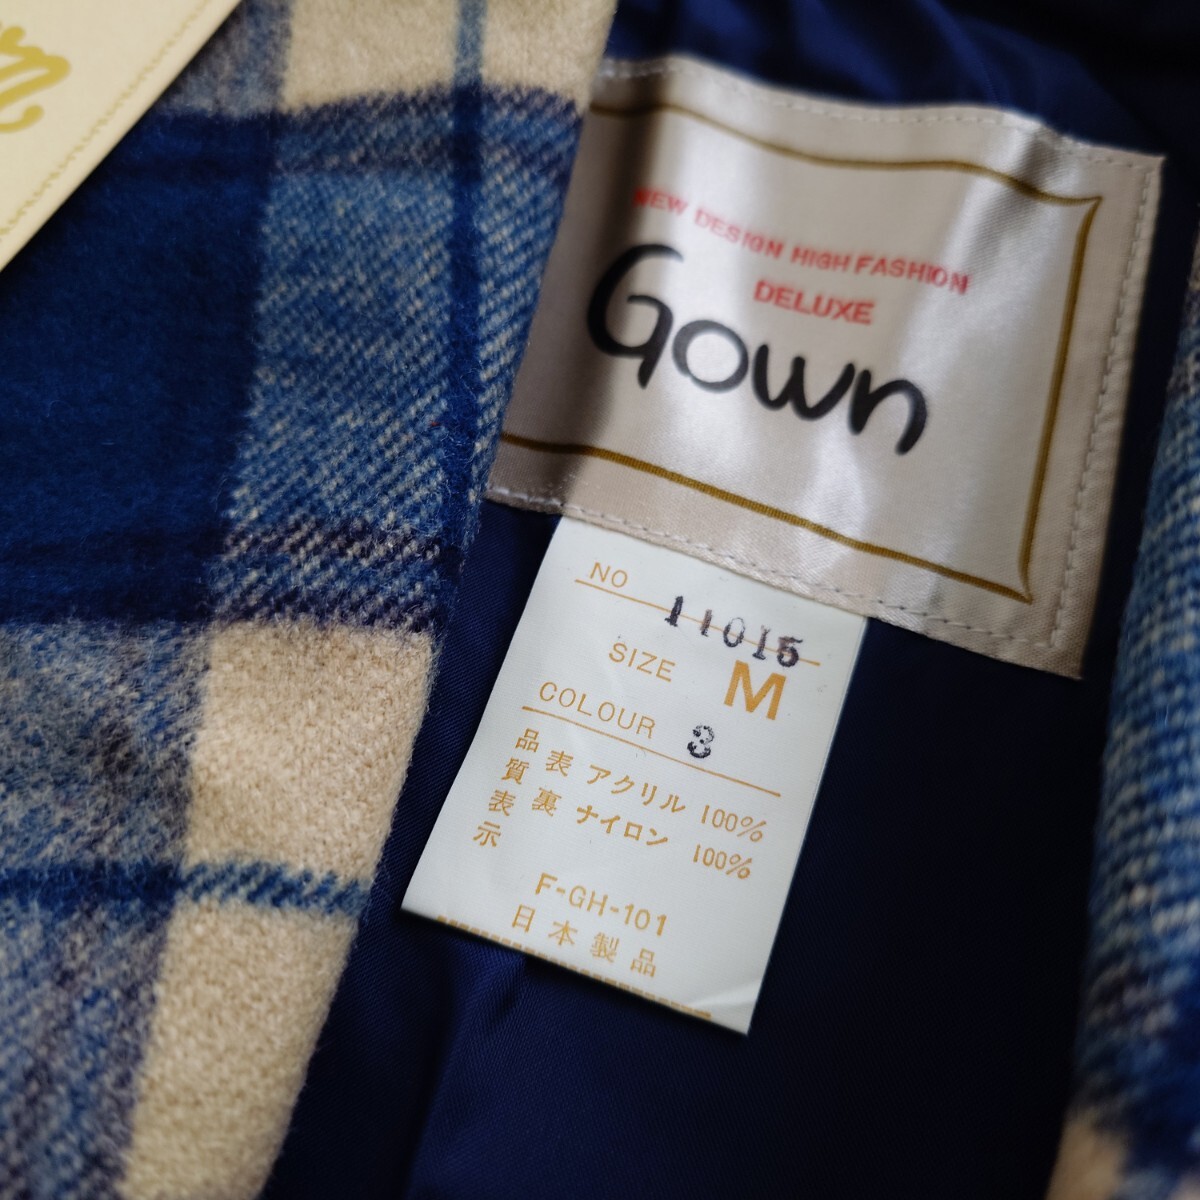 NEW DESIGN HIGH FASHION
DELUXE
Gown
NO 11015
SIZE M
COLOUR 3
品質表示
表 アクリル 100%
裏 ナイロン 100%
F-GH-101
日本製品